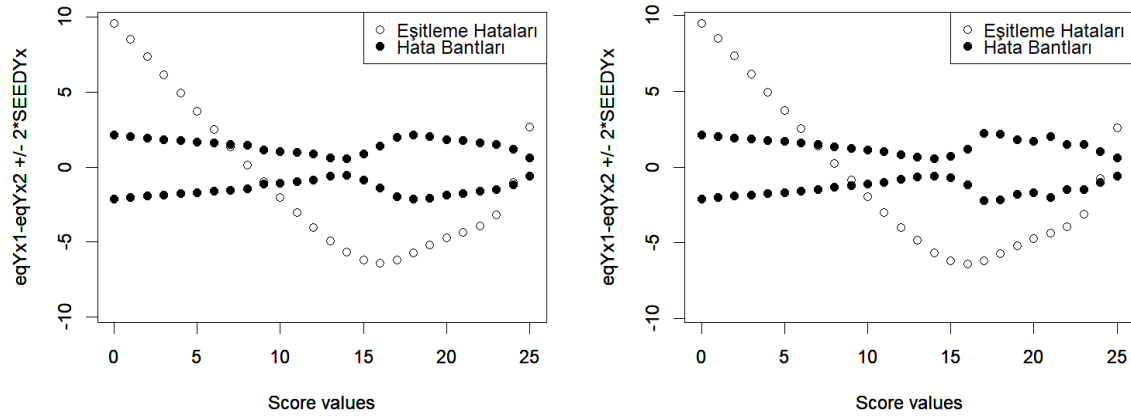 eqYx1-eqYx2 +/- 2*SEEDYx
10
5
0
-5
-10
Eşitleme Hataları
Hata Bantları
0 5 10 15 20 25
Score values
eqYx1-eqYx2 +/- 2*SEEDYx
10
5
0
-5
-10
Eşitleme Hataları
Hata Bantları
0 5 10 15 20 25
Score values